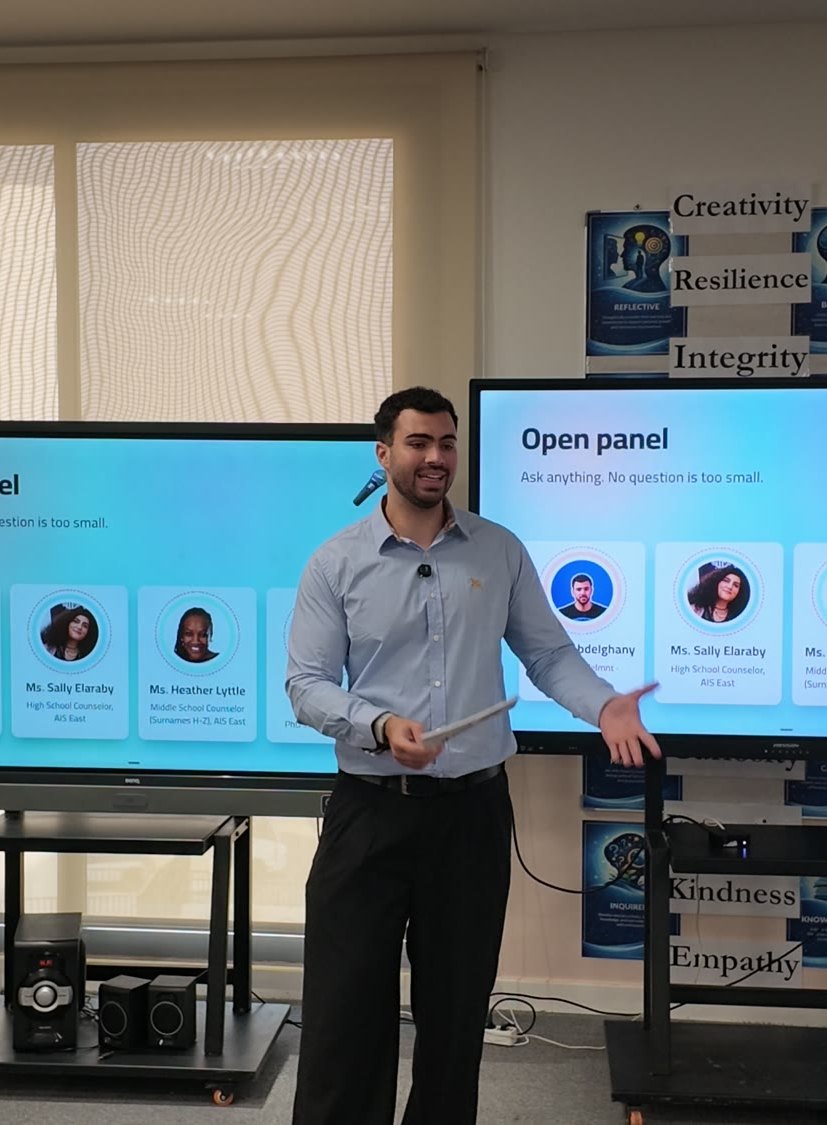 Creativity
REFLECTIVE
Resilience
Integrity
el
estion is too small.
Ms. Sally Elaraby
High School Counselor,
AIS East
Ms. Heather Lyttle
Middle School Counselor
(Surnames H-Z), AIS East
BenQ
Open panel
Ask anything. No question is too small.
bdelghany
Ms. Sally Elaraby
High School Counselor,
AIS East
Ms.
HIKVISION
INQUIRER
Kindness
Empathy